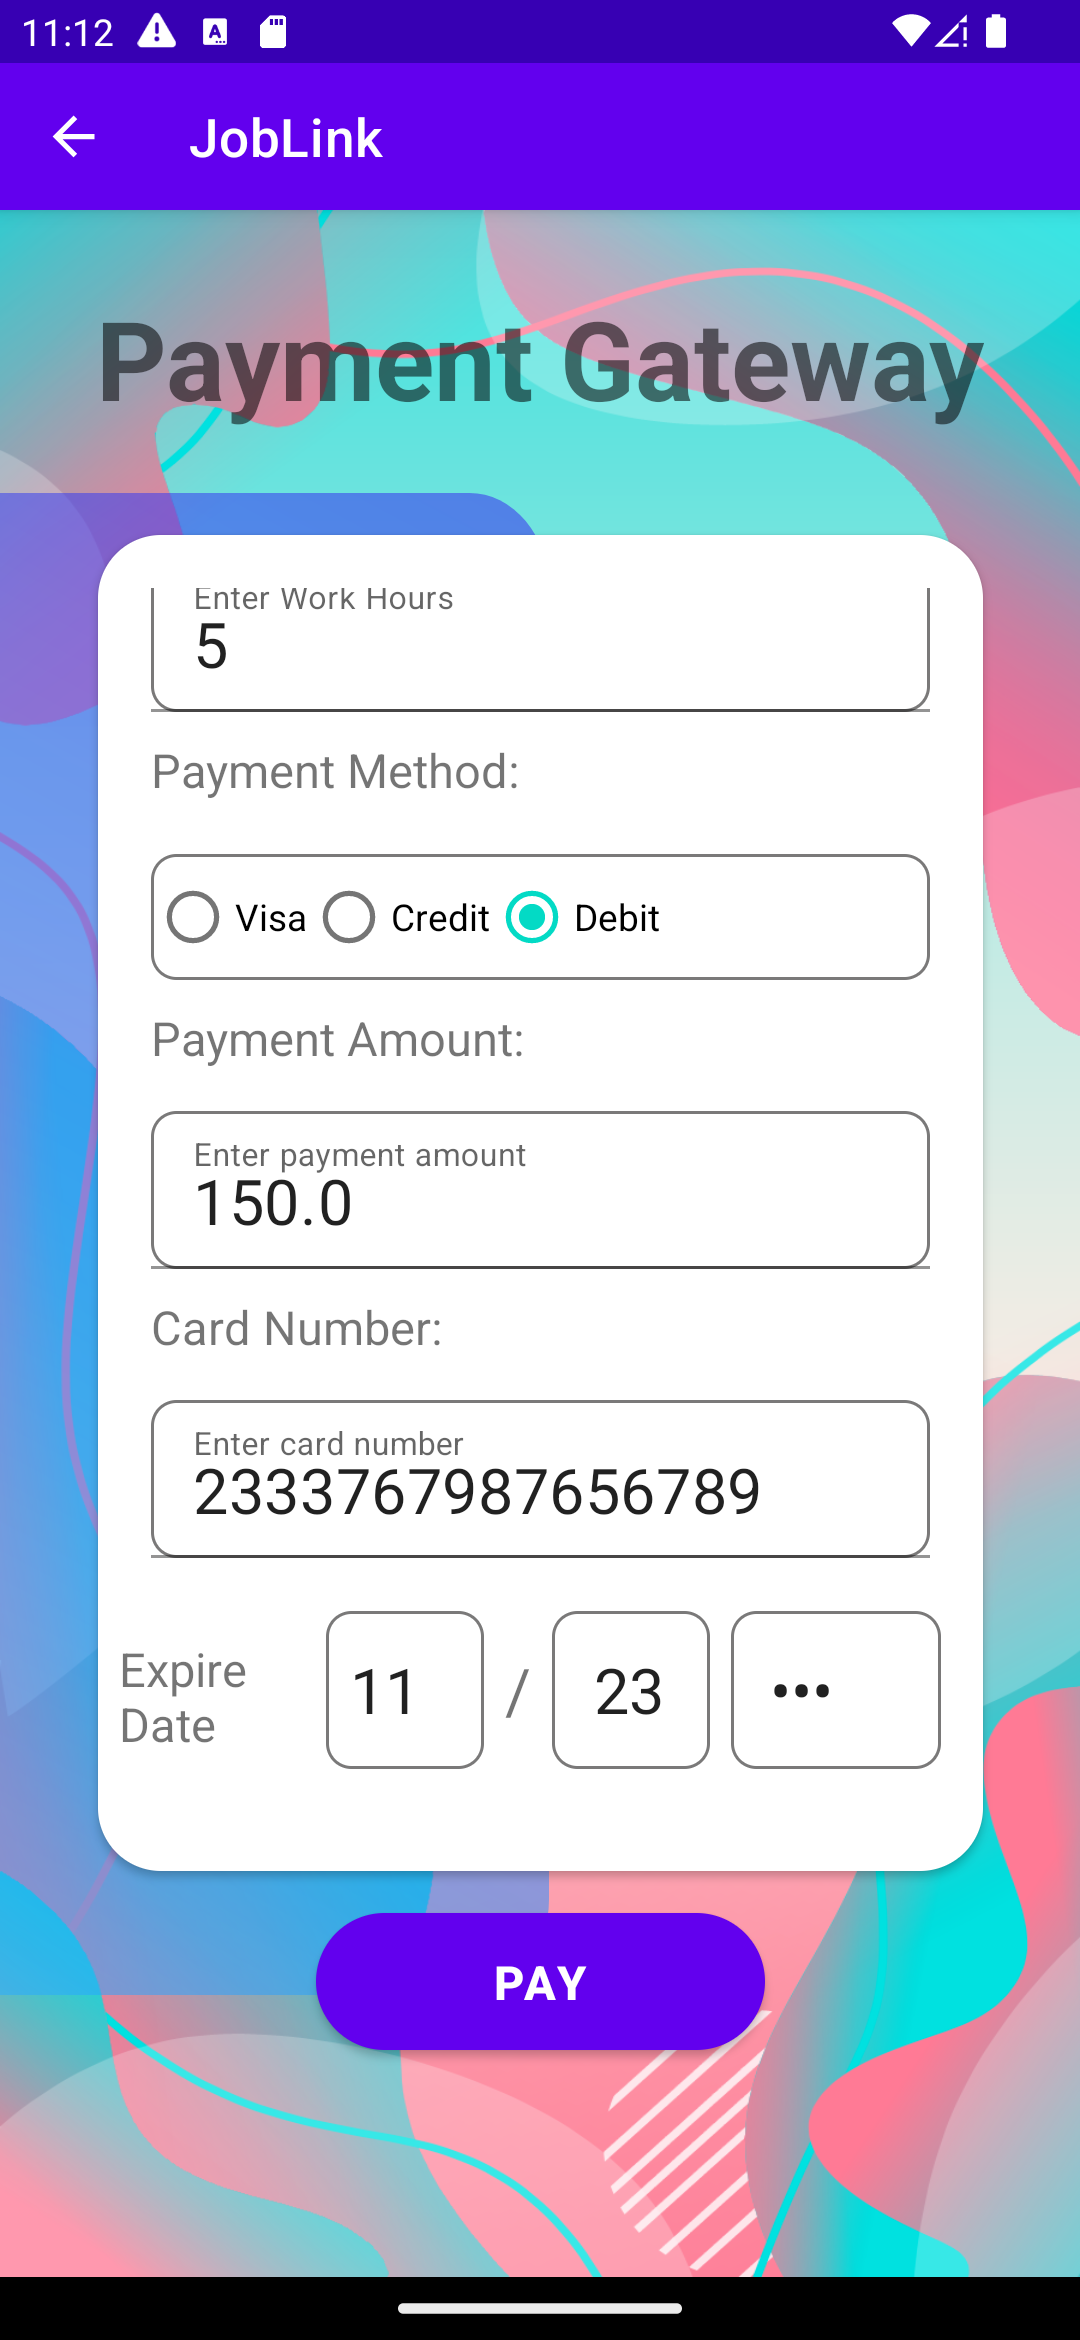 11:12
JobLink
Payment Gateway
Enter Work Hours
5
Payment Method:
Visa Credit Debit
Payment Amount:
Enter payment amount
150.0
Card Number:
Enter card number
2333767987656789
Expire
Date
11 / 23 •••
PAY